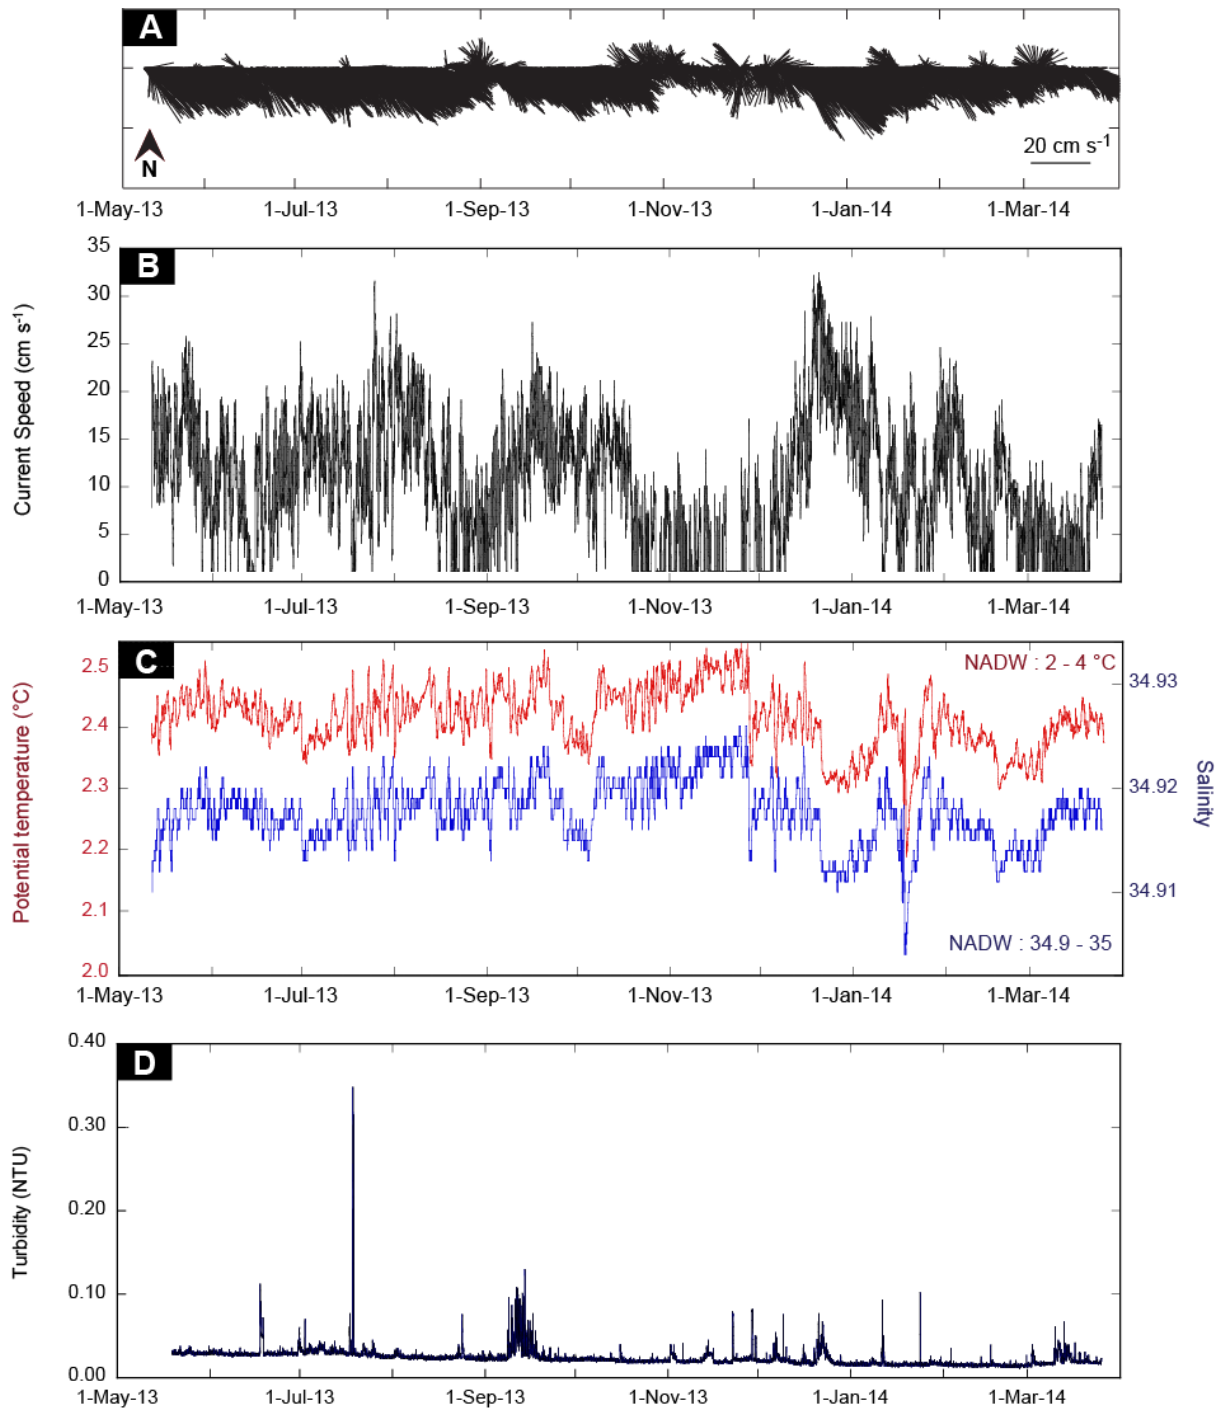 A
N
20 cm s-1
1-May-13 1-Jul-13 1-Sep-13 1-Nov-13 1-Jan-14 1-Mar-14
B
Current Speed (cm s-1)
35
30
25
20
15
10
5
0
1-May-13 1-Jul-13 1-Sep-13 1-Nov-13 1-Jan-14 1-Mar-14
C
Potential temperature (°C)
2.5
2.4
2.3
2.2
2.1
2.0
NADW : 2 - 4 °C
34.93
34.92
34.91
Salinity
NADW : 34.9 - 35
1-May-13 1-Jul-13 1-Sep-13 1-Nov-13 1-Jan-14 1-Mar-14
D
Turbidity (NTU)
0.40
0.30
0.20
0.10
0.00
1-May-13 1-Jul-13 1-Sep-13 1-Nov-13 1-Jan-14 1-Mar-14